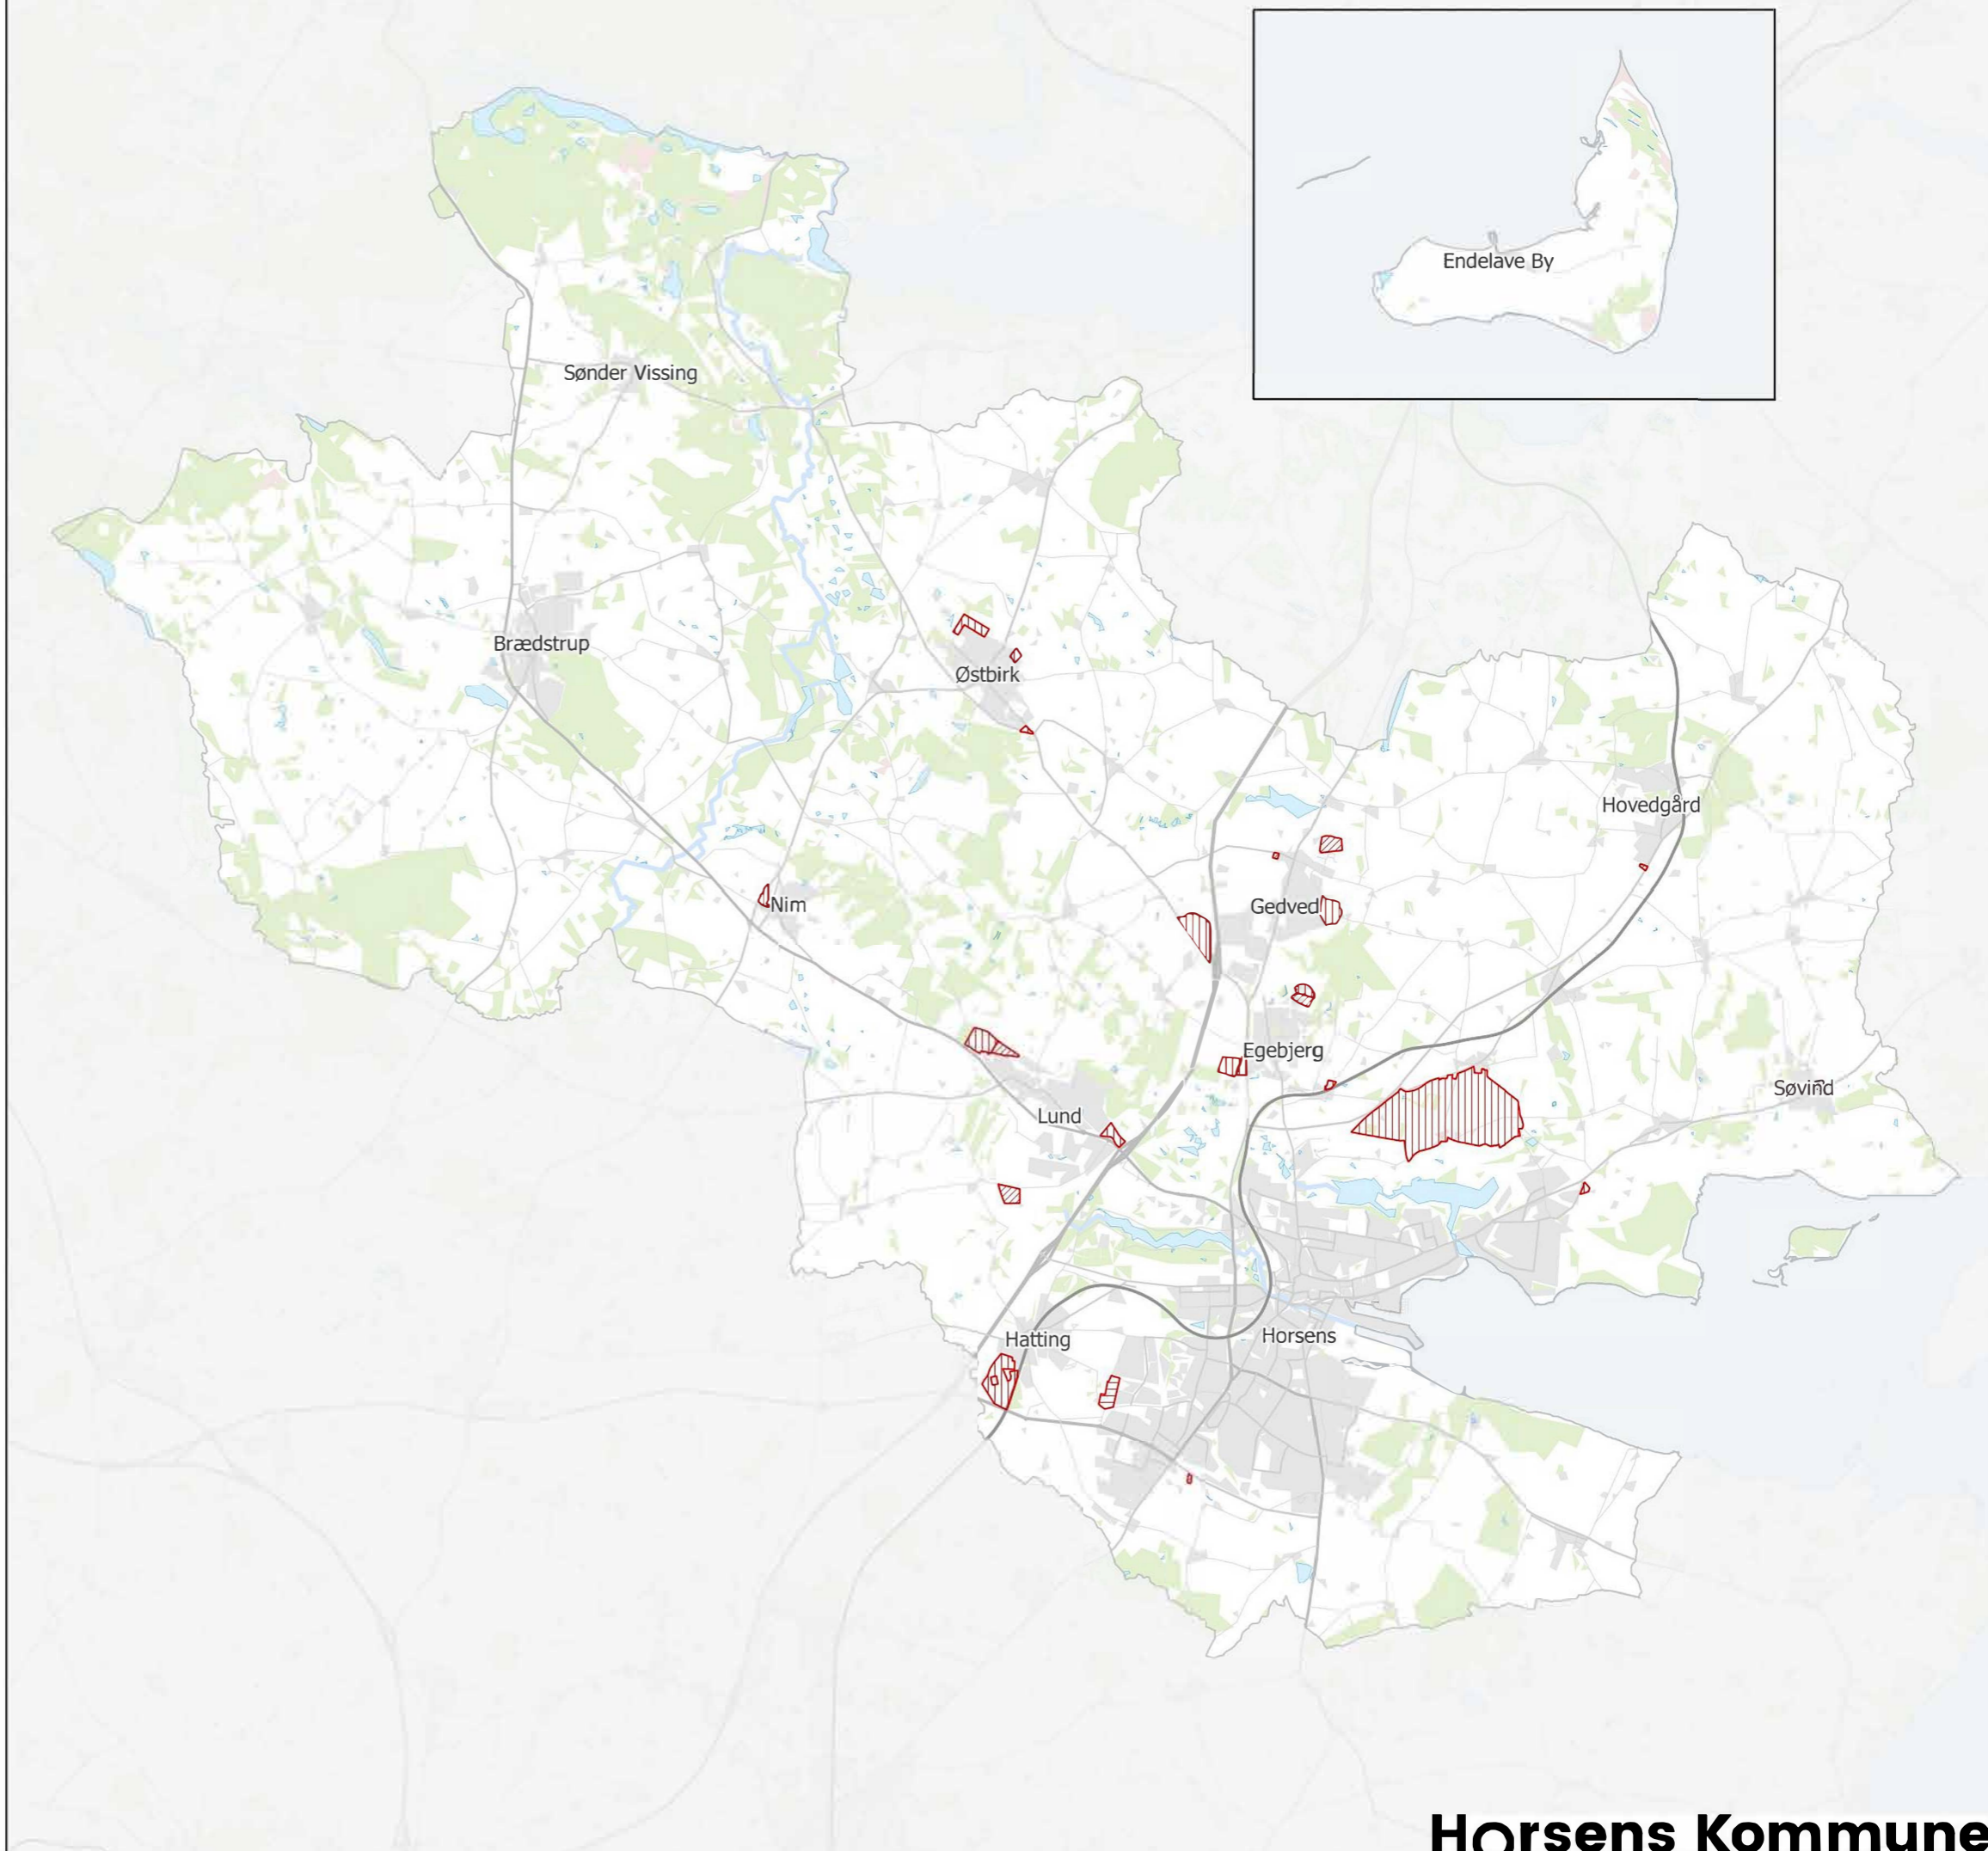 Endelave By
Sønder Vissing
Brædstrup
Østbirk
Hovedgård
Nim
Gedved
Egebjerg
Søvind
Lund
Hatting
Horsens
Horsens Kommune